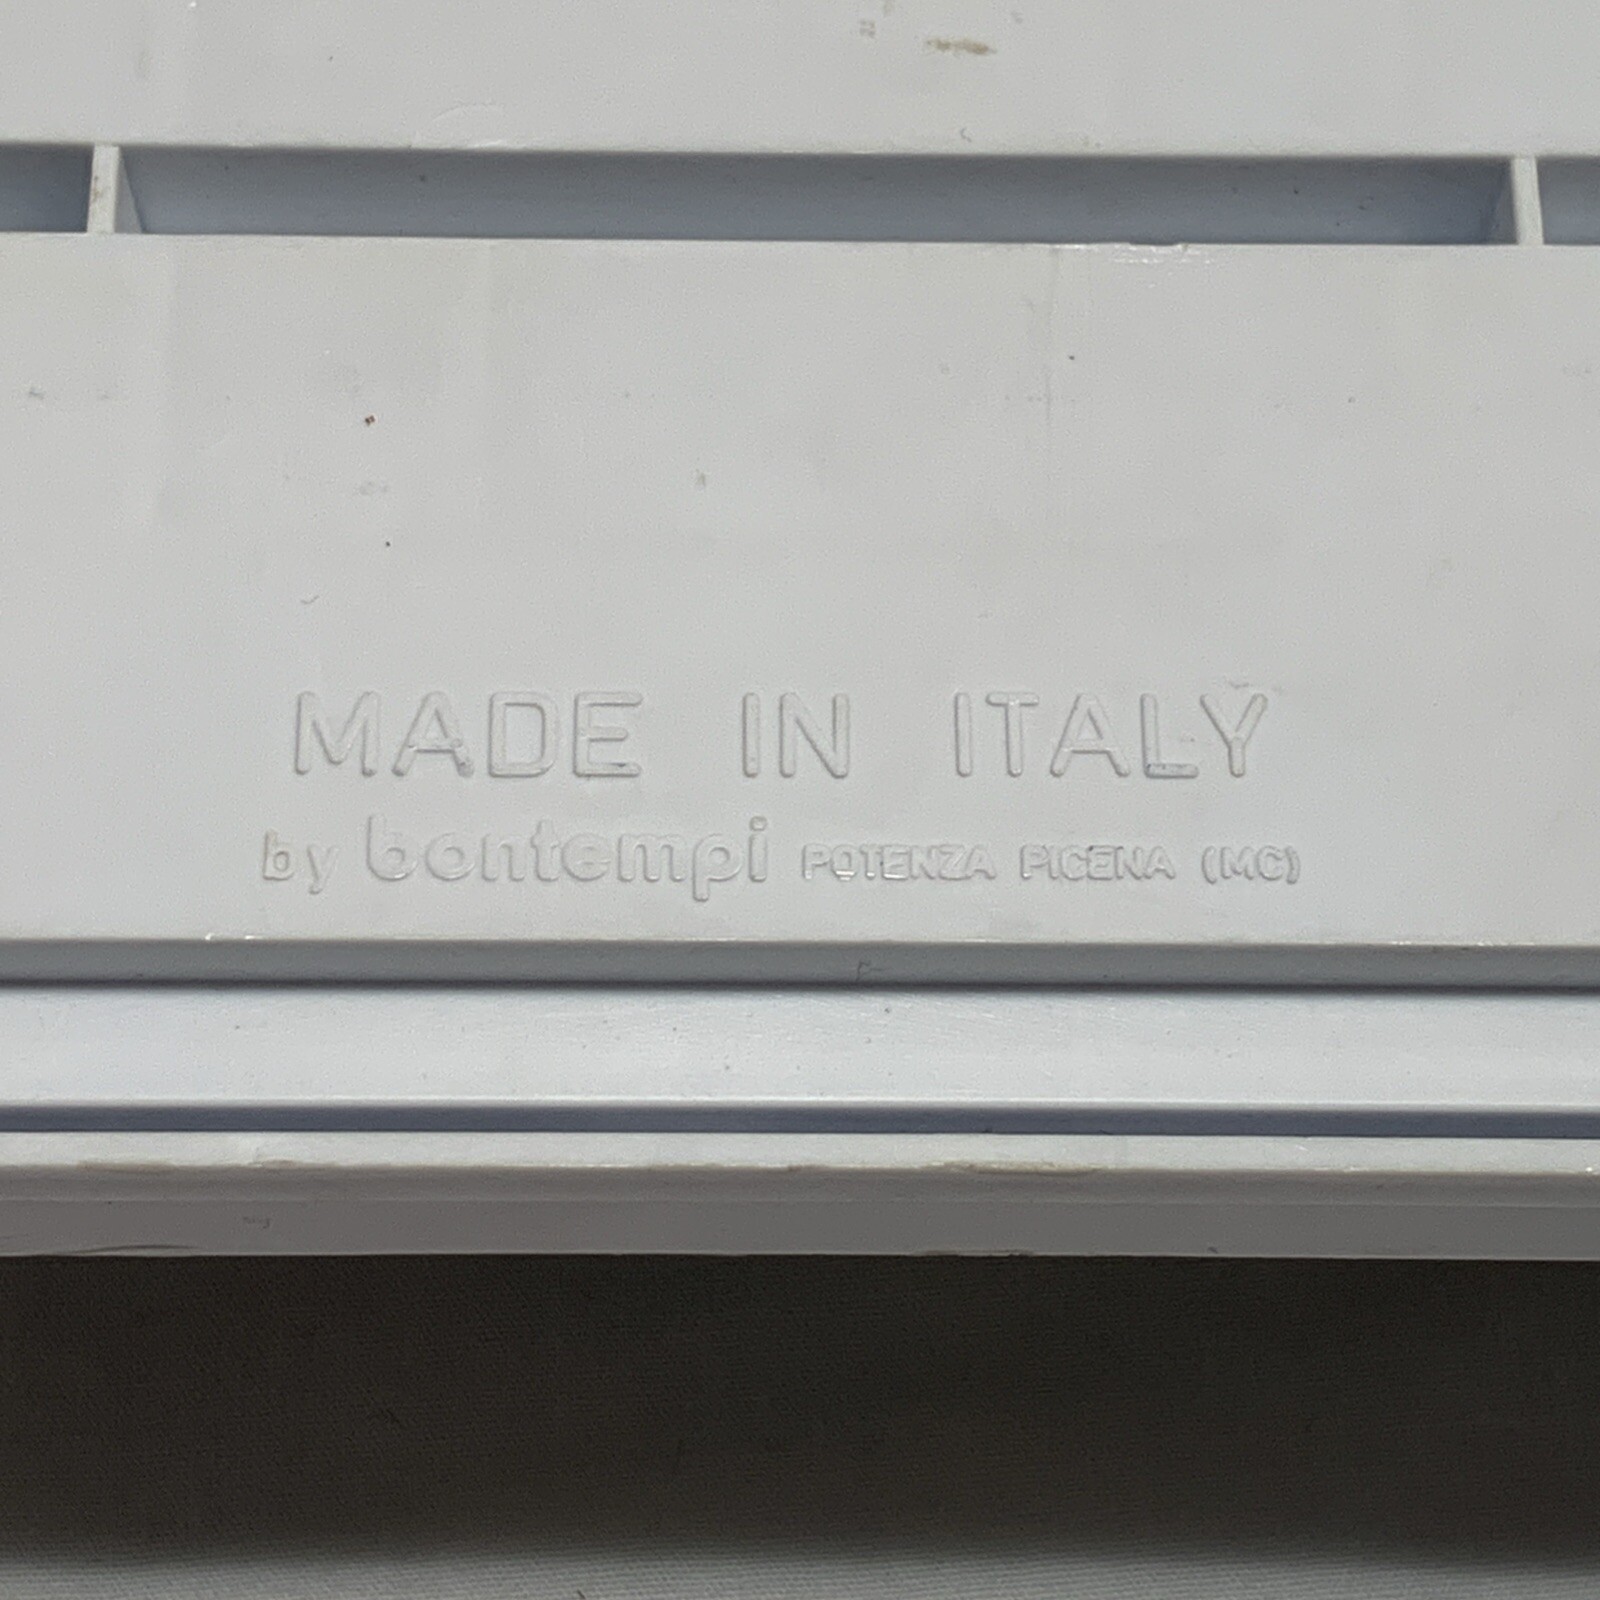 MADE IN ITALY
by bontempi POTENZA PICENA (MC)